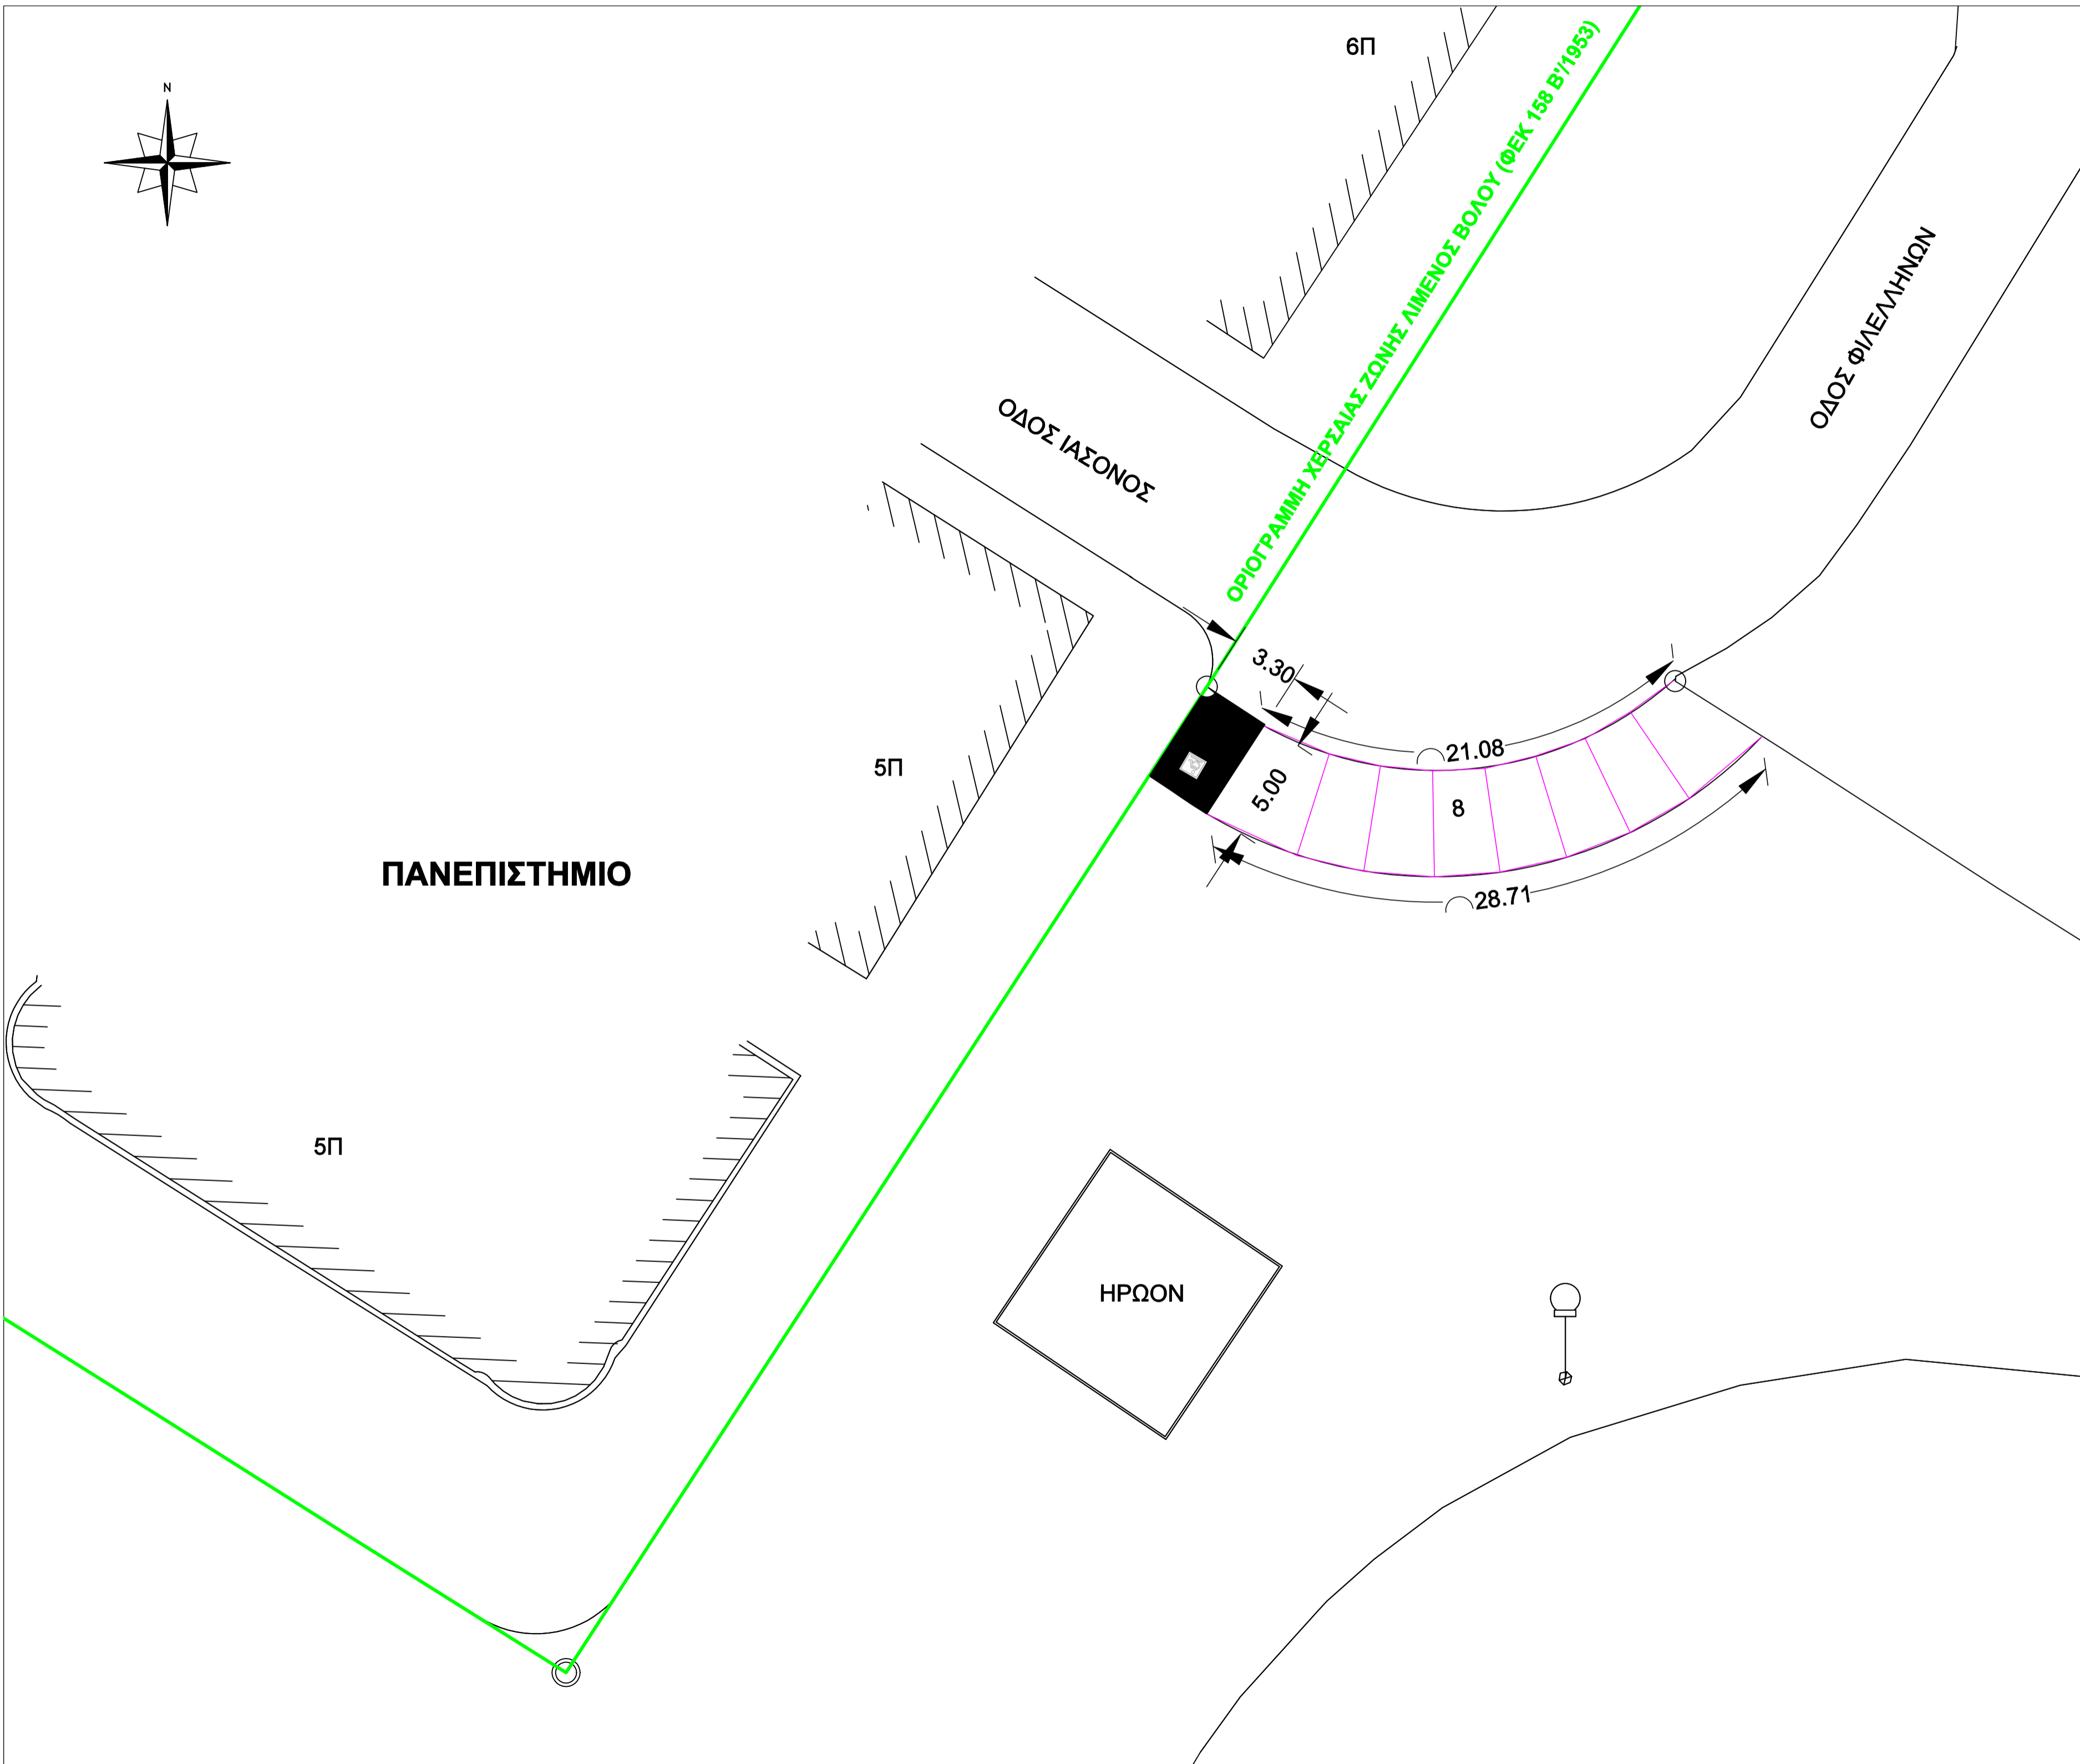 6Π
N
ΟΡΙΟΓΡΑΜΜΗ ΧΕΡΣΑΙΑΣ ΖΩΝΗΣ ΛΙΜΕΝΟΣ ΒΟΛΟΥ (ΦΕΚ 158 Β'/1953)
ΟΔΟΣ ΦΙΛΕΛΛΗΝΩΝ
ΟΔΟΣ ΙΑΣΟΝΟΣ
3.30
21.08
5Π
5.00
8
ΠΑΝΕΠΙΣΤΗΜΙΟ
28.71
5Π
ΗΡΩΟΝ